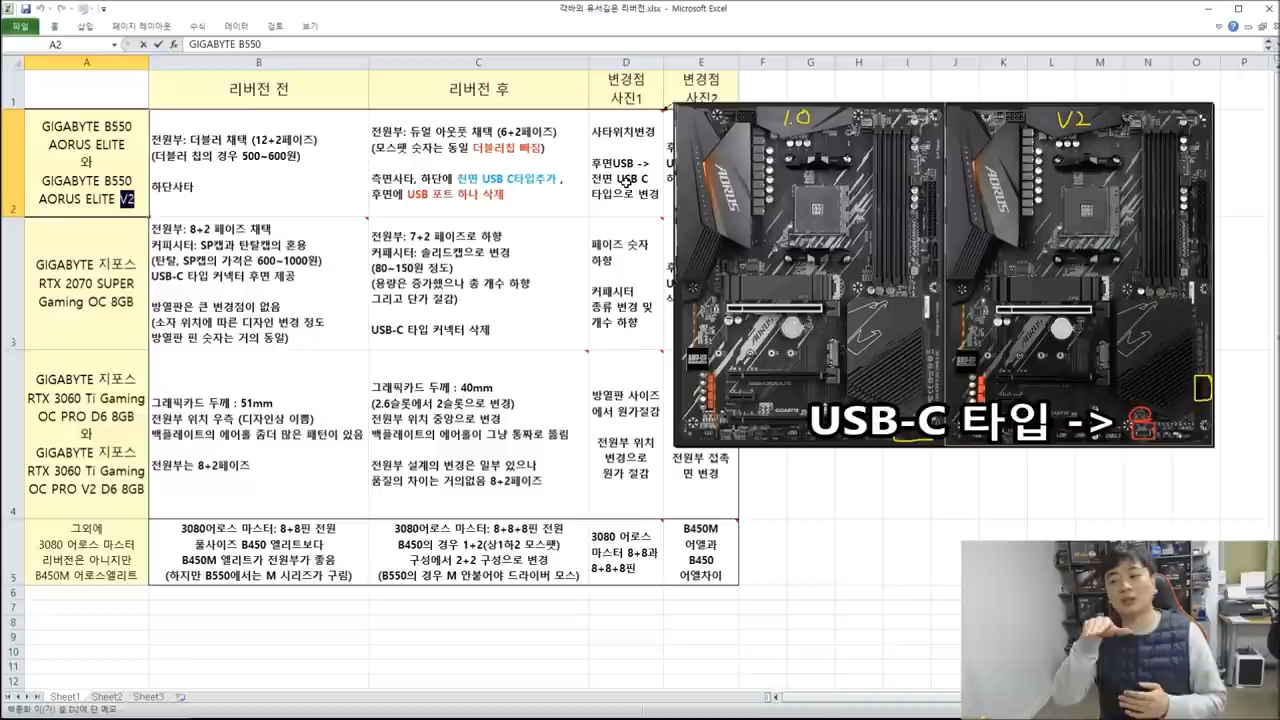 각바의 유서깊은 리버전.xlsx - Microsoft Excel
파일 홈 삽입 페이지 레이아웃 수식 데이터 검토 보기
A2 fx GIGABYTE B550
A B C D E F G H I J K L M N O P
1 리버전 전 리버전 후 변경점
사진1 변경점
사진2
GIGABYTE B550
AORUS ELITE
와
GIGABYTE B550
AORUS ELITE V2
2
전원부: 더블러 채택 (12+2페이즈)
(더블러 칩의 경우 500~600원)
하단사타
전원부: 듀얼 아웃풋 채택 (6+2페이즈)
(모스팻 숫자는 동일 더블러칩 빠짐)
측면사타, 하단에 전면 USB C타입추가 ,
후면에 USB 포트 하나 삭제
사타위치변경
후면USB ->
전면 USB C
타입으로 변경
1.0
V2
AORUS
AORUS
USB-C 타입 ->
GIGABYTE 지포스
RTX 2070 SUPER
Gaming OC 8GB
3
전원부: 8+2 페이즈 채택
커피시터: SP캡과 탄탈캡의 혼용
(탄탈, SP캡의 가격은 600~1000원)
USB-C 타입 커넥터 후면 제공
방열판은 큰 변경점이 없음
(소자 위치에 따른 디자인 변경 정도
방열판 핀 숫자는 거의 동일)
전원부: 7+2 페이즈로 하향
커페시터: 솔리드캡으로 변경
(80~150원 정도)
(용량은 증가했으나 총 개수 하향
그리고 단가 절감)
USB-C 타입 커넥터 삭제
페이즈 숫자
하향
커페시터
종류 변경 및
개수 하향
GIGABYTE 지포스
RTX 3060 Ti Gaming
OC PRO D6 8GB
와
GIGABYTE 지포스
RTX 3060 Ti Gaming
OC PRO V2 D6 8GB
4
그래픽카드 두께 : 51mm
전원부 위치 우측 (디자인상 이쁨)
백플레이트의 에어홀 좀더 많은 패턴이 있음
전원부는 8+2페이즈
그래픽카드 두께 : 40mm
(2.6슬롯에서 2슬롯으로 변경)
전원부 위치 중앙으로 변경
백플레이트의 에어홀이 그냥 통짜로 뚫림
전원부 설계의 변경은 일부 있으나
품질의 차이는 거의없음 8+2페이즈
방열판 사이즈
에서 원가절감
전원부 위치
변경으로
원가 절감
전원부 접촉
면 변경
그외에
3080 어로스 마스터
리버전은 아니지만
B450M 어로스엘리트
5
3080어로스 마스터: 8+8핀 전원
풀사이즈 B450 엘리트보다
B450M 엘리트가 전원부가 좋음
(하지만 B550에서는 M 시리즈가 구림)
3080어로스 마스터: 8+8+8핀 전원
B450의 경우 1+2(상1하2 모스팻)
구성에서 2+2 구성으로 변경
(B550의 경우 M 안붙어야 드라이버 모스)
3080 어로스
마스터 8+8과
8+8+8핀
B450M
어엘과
B450
어엘차이
6
7
8
9
10
11
12
Sheet1 Sheet2 Sheet3